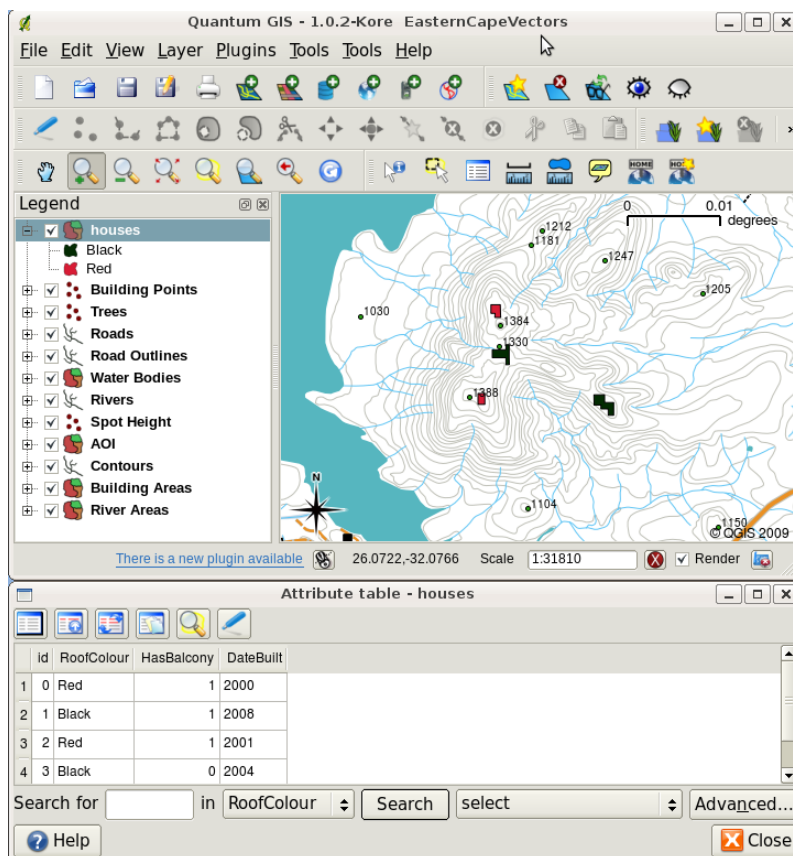 Quantum GIS - 1.0.2-Kore EasternCapeVectors
File Edit View Layer Plugins Tools Tools Help
Legend
houses
Black
Red
Building Points
Trees
Roads
Road Outlines
Water Bodies
Rivers
Spot Height
AOI
Contours
Building Areas
River Areas
0 0.01
degrees
1212
1181
1247
1205
1030
1384
1330
1388
1104
1150
N
© QGIS 2009
HOME
HO
There is a new plugin available 26.0722,-32.0766 Scale 1:31810 Render
Attribute table - houses
id RoofColour HasBalcony DateBuilt
1 0 Red 1 2000
2 1 Black 1 2008
3 2 Red 1 2001
4 3 Black 0 2004
Search for in RoofColour Search select Advanced...
Help Close